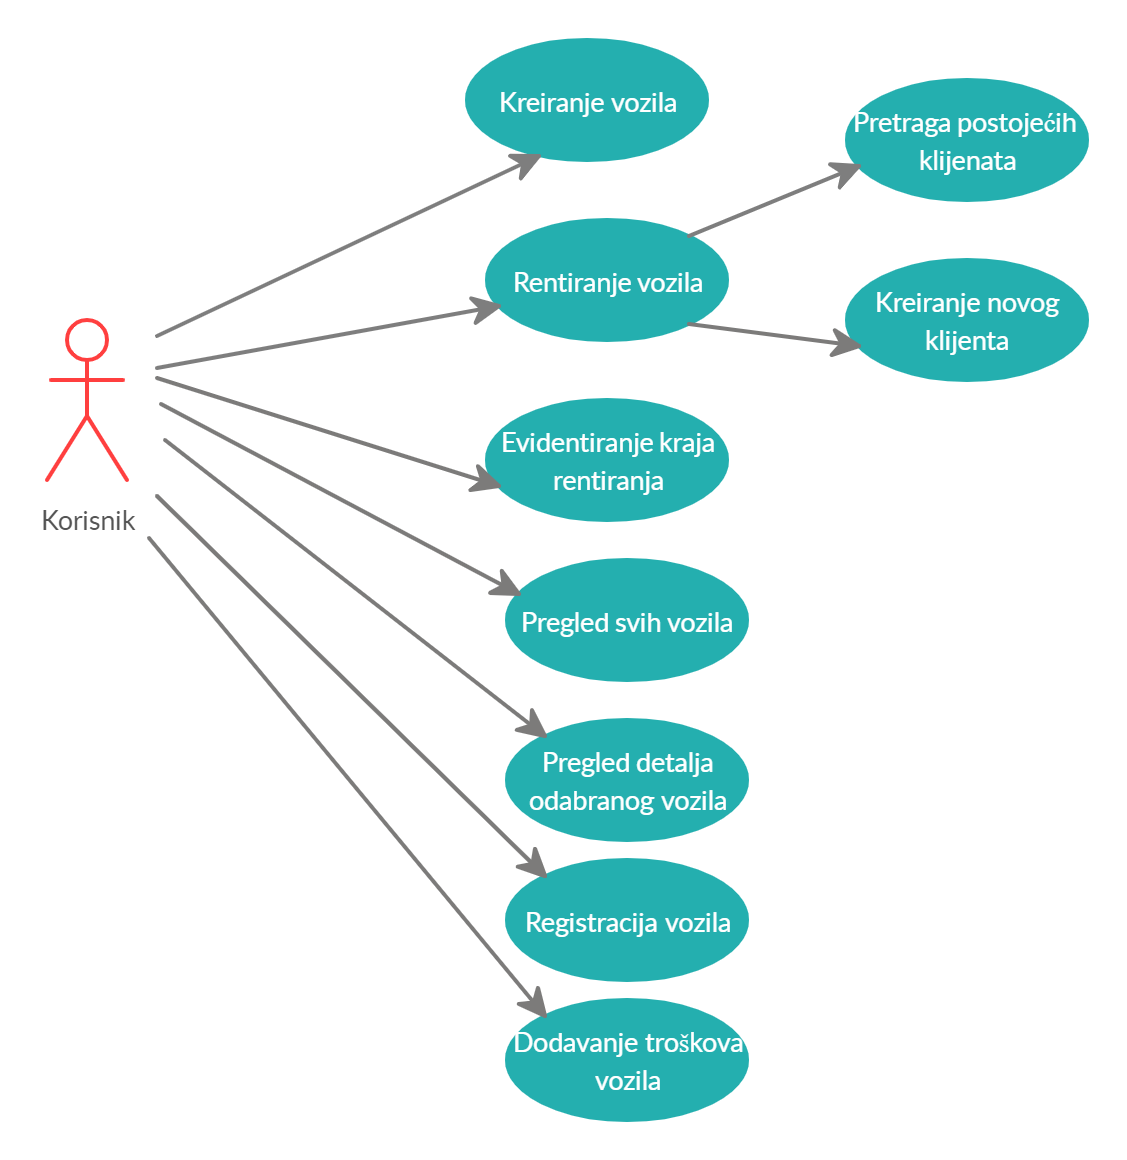 Kreiranje vozila
Pretraga postojećih
klijenata
Rentiranje vozila
Kreiranje novog
klijenta
Evidentiranje kraja
rentiranja
Korisnik
Pregled svih vozila
Pregled detalja
odabranog vozila
Registracija vozila
Dodavanje troškova
vozila